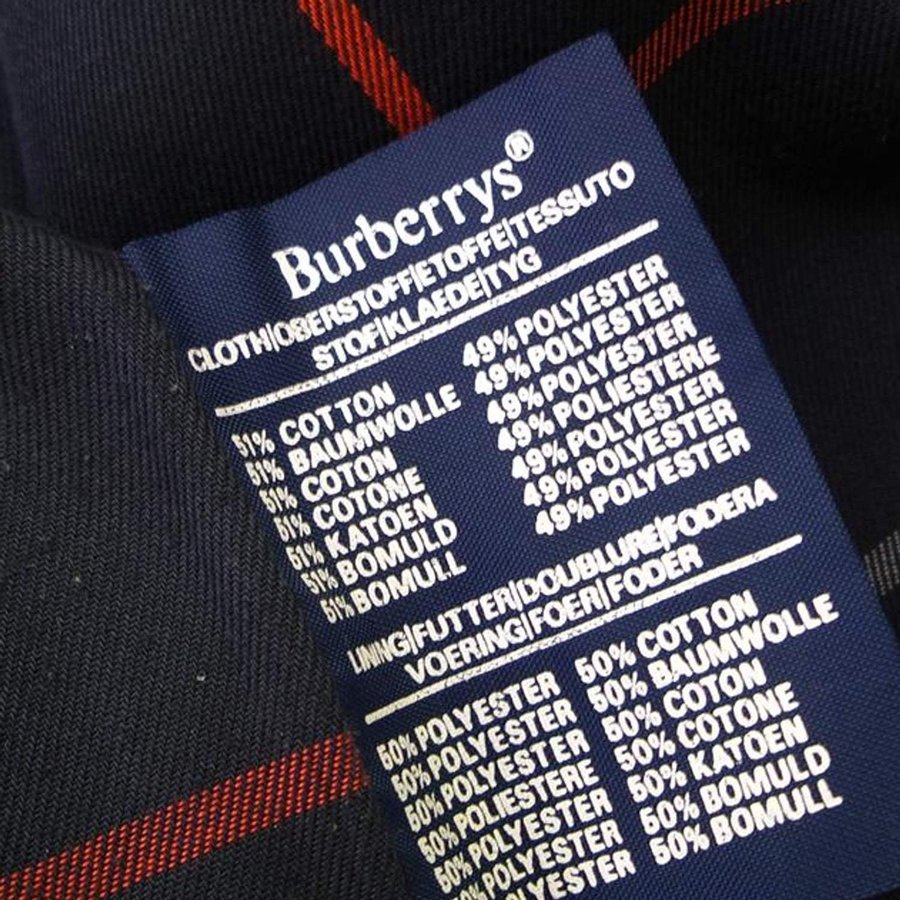 Burberrys®
CLOTH|OBERSTOFF|ETOFFE|TESSUTO
STOF|KLAEDE|TYG
51% COTTON 49% POLYESTER
51% BAUMWOLLE 49% POLYESTER
51% COTON 49% POLYESTER
51% COTONE 49% POLIESTERE
51% KATOEN 49% POLYESTER
51% BOMULD 49% POLYESTER
51% BOMULL 49% POLYESTER
LINING|FUTTER|DOUBLURE|FODERA
VOERING|FOER|FODER
50% POLYESTER 50% COTTON
50% POLYESTER 50% BAUMWOLLE
50% POLYESTER 50% COTON
50% POLIESTERE 50% COTONE
50% POLYESTER 50% KATOEN
50% POLYESTER 50% BOMULD
POLYESTER 50% BOMULL